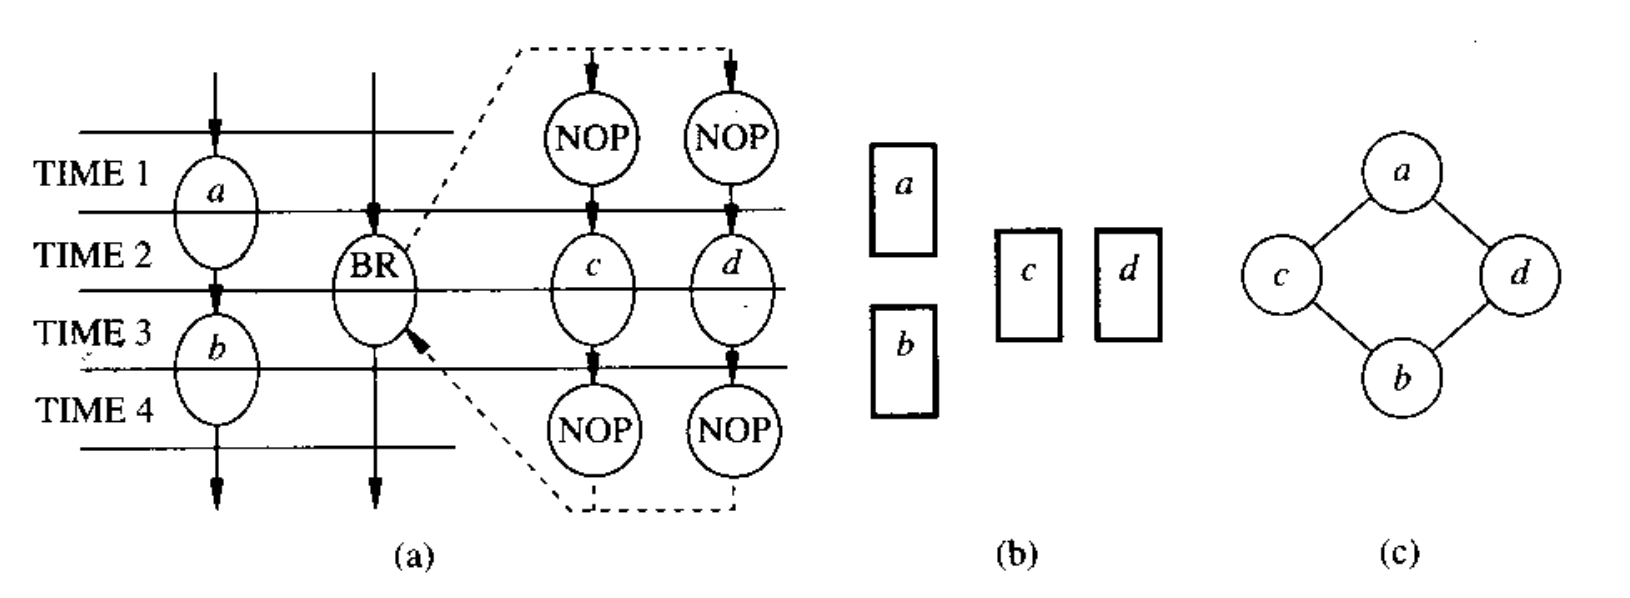 NOP NOP
TIME 1 a
TIME 2 BR c d
TIME 3 b
TIME 4 NOP NOP
(a)
a
c d
b
(b)
a
c d
b
(c)